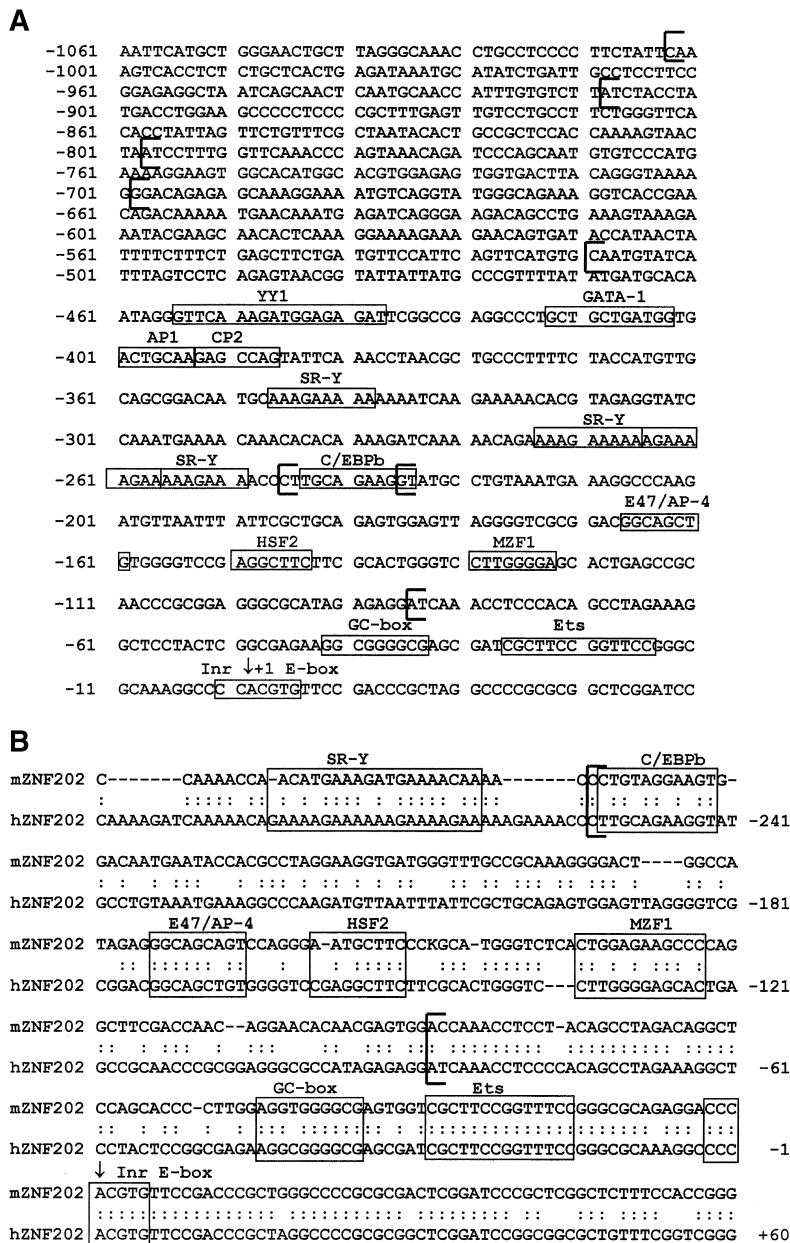 A
-1061 AATTCATGCT GGGAACTGCT TAGGGCAAAC CTGCCTCCCC TTCTATTCAA
-1001 AGTCACCTCT CTGCTCACTG AGATAAATGC ATATCTGATT GCCTCCTTCC
-961 GGAGAGGCTA ATCAGCAACT CAATGCAACC ATTTGTGTCT TATCTACCTA
-901 TGACCTGGAA GCCCCCTCCC CGCTTTGAGT TGTCCTGCCT TCTGGGTTCA
-861 CACCTATTAG TTCTGTTTCG CTAATACACT GCCGCTCCAC CAAAAGTAAC
-801 TAATCCTTTG GTTCAAACCC AGTAAACAGA TCCCAGCAAT GTGTCCCATG
-761 AAAAGGAAGT GGCACATGGC ACGTGGAGAG TGGTGACTTA CAGGGTAAAA
-701 GGGACAGAGA GCAAAGGAAA ATGTCAGGTA TGGGCAGAAA GGTCACCGAA
-661 CAGACAAAAA TGAACAAATG GAGATCAGGGA AGACAGCCTG AAAGTAAAGA
-601 AATACGAAGC AACACTCAAA GGAAAAGAAA GAACAGTGAT ACCATAACTA
-561 TTTTCTTTCT GAGCTTCTGA TGTTCCATTC AGTTCATGTG CAATGTATCA
-501 TTTAGTCCTC AGAGTAACGG TATTATTATG CCCGTTTTAT ATGATGCACA
YY1 GATA-1
-461 ATAGGGTTCA AAGATGGAGA GATTCGGCCG AGGCCCTGCT GCTGATGGTG
AP1 CP2
-401 ACTGCAAGAG CCAGTATTCA AACCTAACGC TGCCCTTTTC TACCATGTTG
SR-Y
-361 CAGCGGACAA TGCAAAGAAA AAAAAATCAA GAAAAACACG TAGAGGTATC
SR-Y
-301 CAAATGAAAA CAAACACACA AAAGATCAAA AACAGAAAAG AAAAAAGAAA
SR-Y C/EBPb
-261 AGAAAAAGAA AACCCTTGCA GAAGGTATGC CTGTAAATGA AAGGCCCAAG
E47/AP-4
-201 ATGTTAATTT ATTCGCTGCA GAGTGGAGTT AGGGGTCGCG GACGGCAGCT
HSF2 MZF1
-161 GTGGGGTCCG AGGCTTCTTC GCACTGGGTC CTTGGGGAGC ACTGAGCCGC
-111 AACCCGCGGA GGGCGCATAG AGAGGATCAA ACCTCCCACA GCCTAGAAAG
GC-box Ets
-61 GCTCCTACTC GGCGAGAAGG CGGGGCGAGC GATCGCTTCC GGTTCCGGGC
Inr ↓+1 E-box
-11 GCAAAGGCCC CCACGTGTTCC GACCCGCTAG GCCCCGCGCG GCTCGGATCC
B
SR-Y C/EBPb
mZNF202 C-------CAAAACCA-ACATGAAAGATGAAAACAAAA-------CCCTGTAGGAAGTG-
hZNF202 CAAAAGATCAAAAACAGAAAAGAAAAAAGAAAAGAAAAAGAAAACCCTTGCAGAAGGTAT -241
mZNF202 GACAATGAATACCACGCCTAGGAAGGTGATGGGTTTGCCGCAAAGGGGACT----GGCCA
hZNF202 GCCTGTAAATGAAAGGCCCAAGATGTTAATTTATTCGCTGCAGAGTGGAGTTAGGGGTCG -181
E47/AP-4 HSF2 MZF1
mZNF202 TAGAGGGCAGCAGTCCAGGGA-ATGCTTCCCKGCA-TGGGTCTCACTGGAGAAGCCCCAG
hZNF202 CGGACGGCAGCTGTGGGGTCCGAGGCTTCTTCGCACTGGGTC---CTTGGGGAGCACTGA -121
mZNF202 GCTTCGACCAAC--AGGAACACAACGAGTGGACCAAACCTCCT-ACAGCCTAGACAGGCT
hZNF202 GCCGCAACCCGCGGAGGGCGCCATAGAGAGGATCAAACCTCCCCACAGCCTAGAAAGGCT -61
GC-box Ets
mZNF202 CCAGCACCC-CTTGGAGGTGGGGCGAGTGGTCGCTTCCGGTTTCCGGGCGCAGAGGACCC
hZNF202 CCTACTCCGGCGAGAAGGCGGGGCGAGCGATCGCTTCCGGTTTCCGGGCGCAAAGGCCCC -1
↓ Inr E-box
mZNF202 ACGTGTTCCGACCCGCTGGGCCCCGCGCGACTCGGATCCCCGCTCGGCTCTTTCCACCGGG
hZNF202 ACGTGTTCCGACCCGCTAGGCCCCGCGCGGCTCGGATCCGGCGGCGCTGTTTCGGTCGGG +60